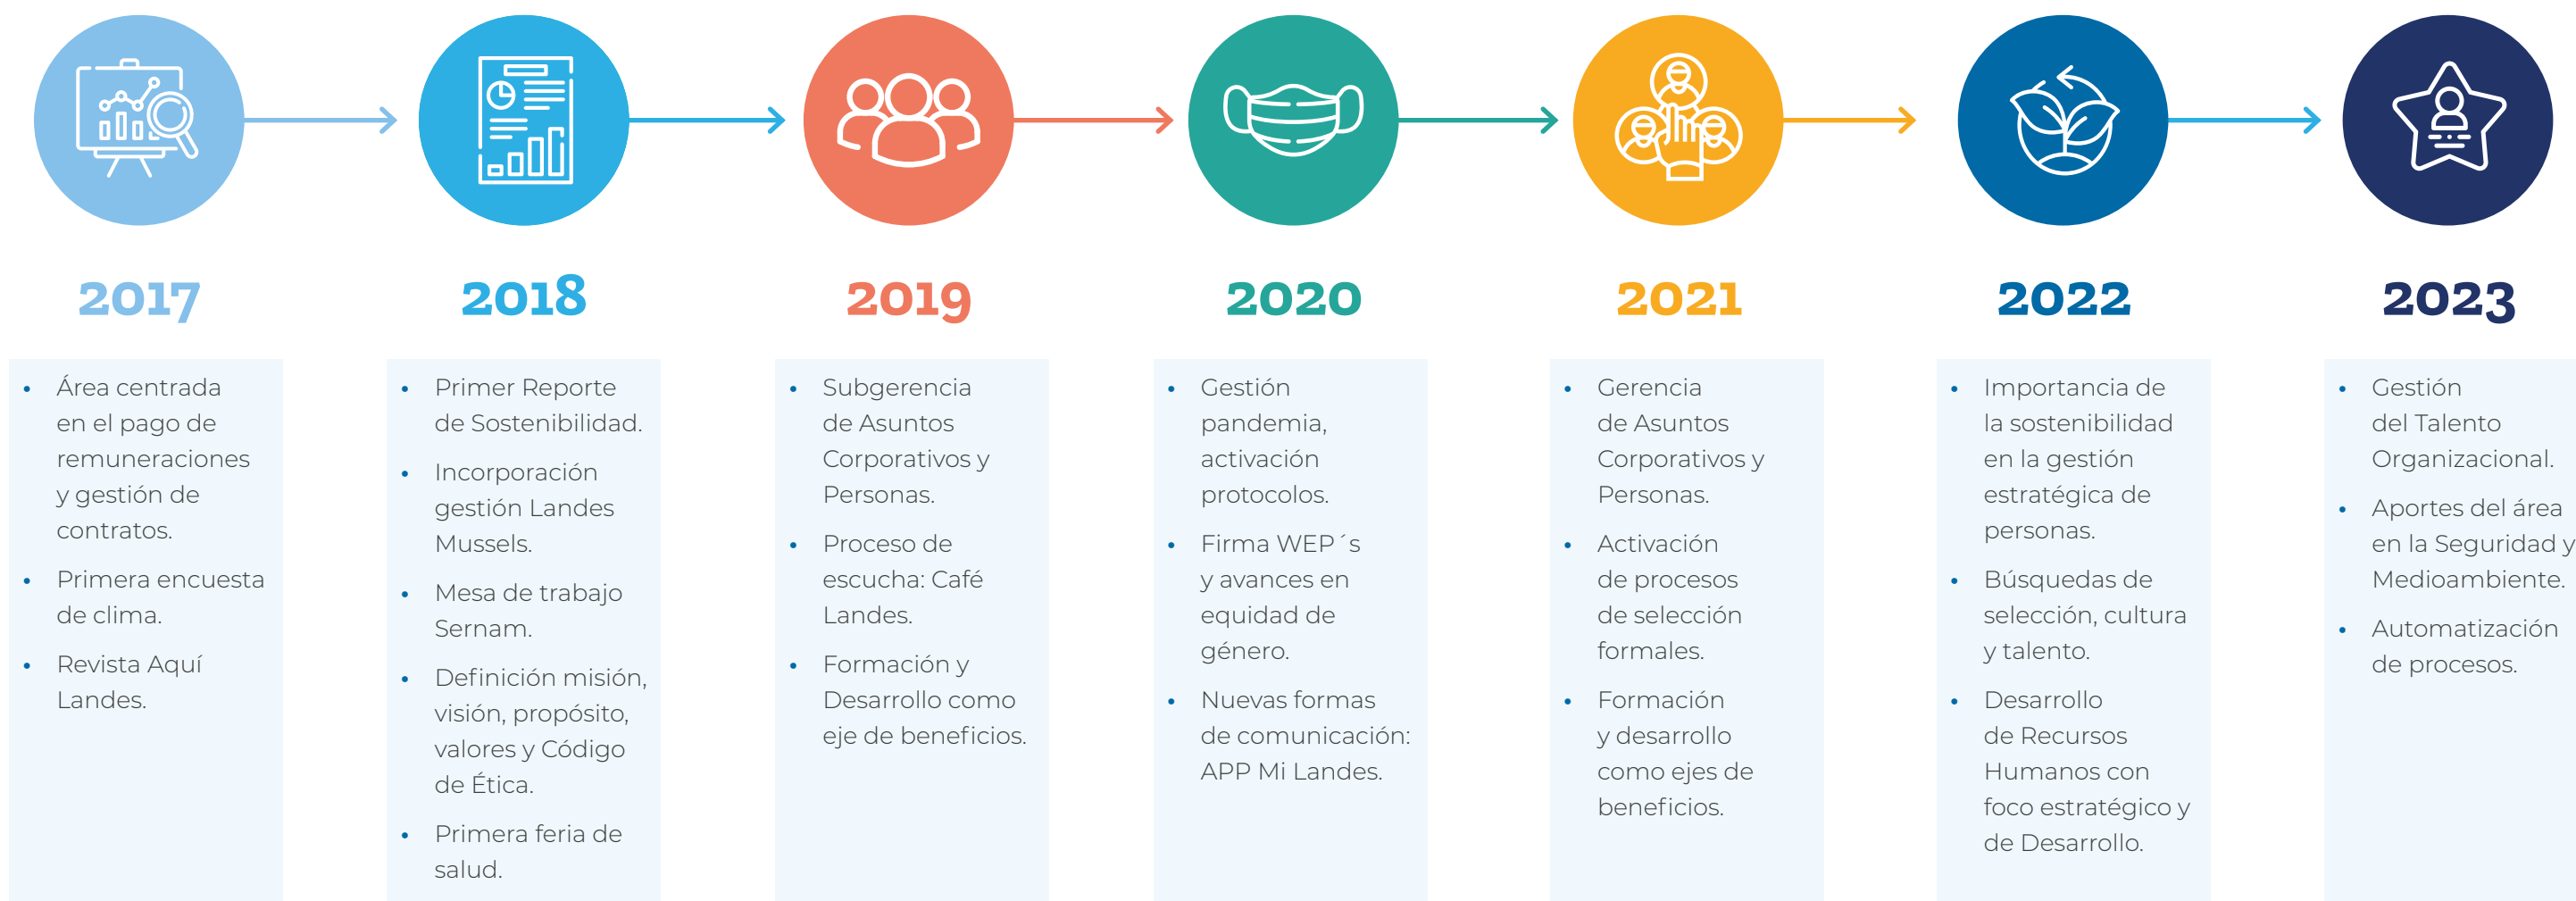 2017
• Área centrada
en el pago de
remuneraciones
y gestión de
contratos.
• Primera encuesta
de clima.
• Revista Aquí
Landes.
2018
• Primer Reporte
de Sostenibilidad.
• Incorporación
gestión Landes
Mussels.
• Mesa de trabajo
Sernam.
• Definición misión,
visión, propósito,
valores y Código
de Ética.
• Primera feria de
salud.
2019
• Subgerencia
de Asuntos
Corporativos y
Personas.
• Proceso de
escucha: Café
Landes.
• Formación y
Desarrollo como
eje de beneficios.
2020
• Gestión
pandemia,
activación
protocolos.
• Firma WEP´s
y avances en
equidad de
género.
• Nuevas formas
de comunicación:
APP Mi Landes.
2021
• Gerencia
de Asuntos
Corporativos y
Personas.
• Activación
de procesos
de selección
formales.
• Formación
y desarrollo
como ejes de
beneficios.
2022
• Importancia de
la sostenibilidad
en la gestión
estratégica de
personas.
• Búsquedas de
selección, cultura
y talento.
• Desarrollo
de Recursos
Humanos con
foco estratégico y
de Desarrollo.
2023
• Gestión
del Talento
Organizacional.
• Aportes del área
en la Seguridad y
Medioambiente.
• Automatización
de procesos.